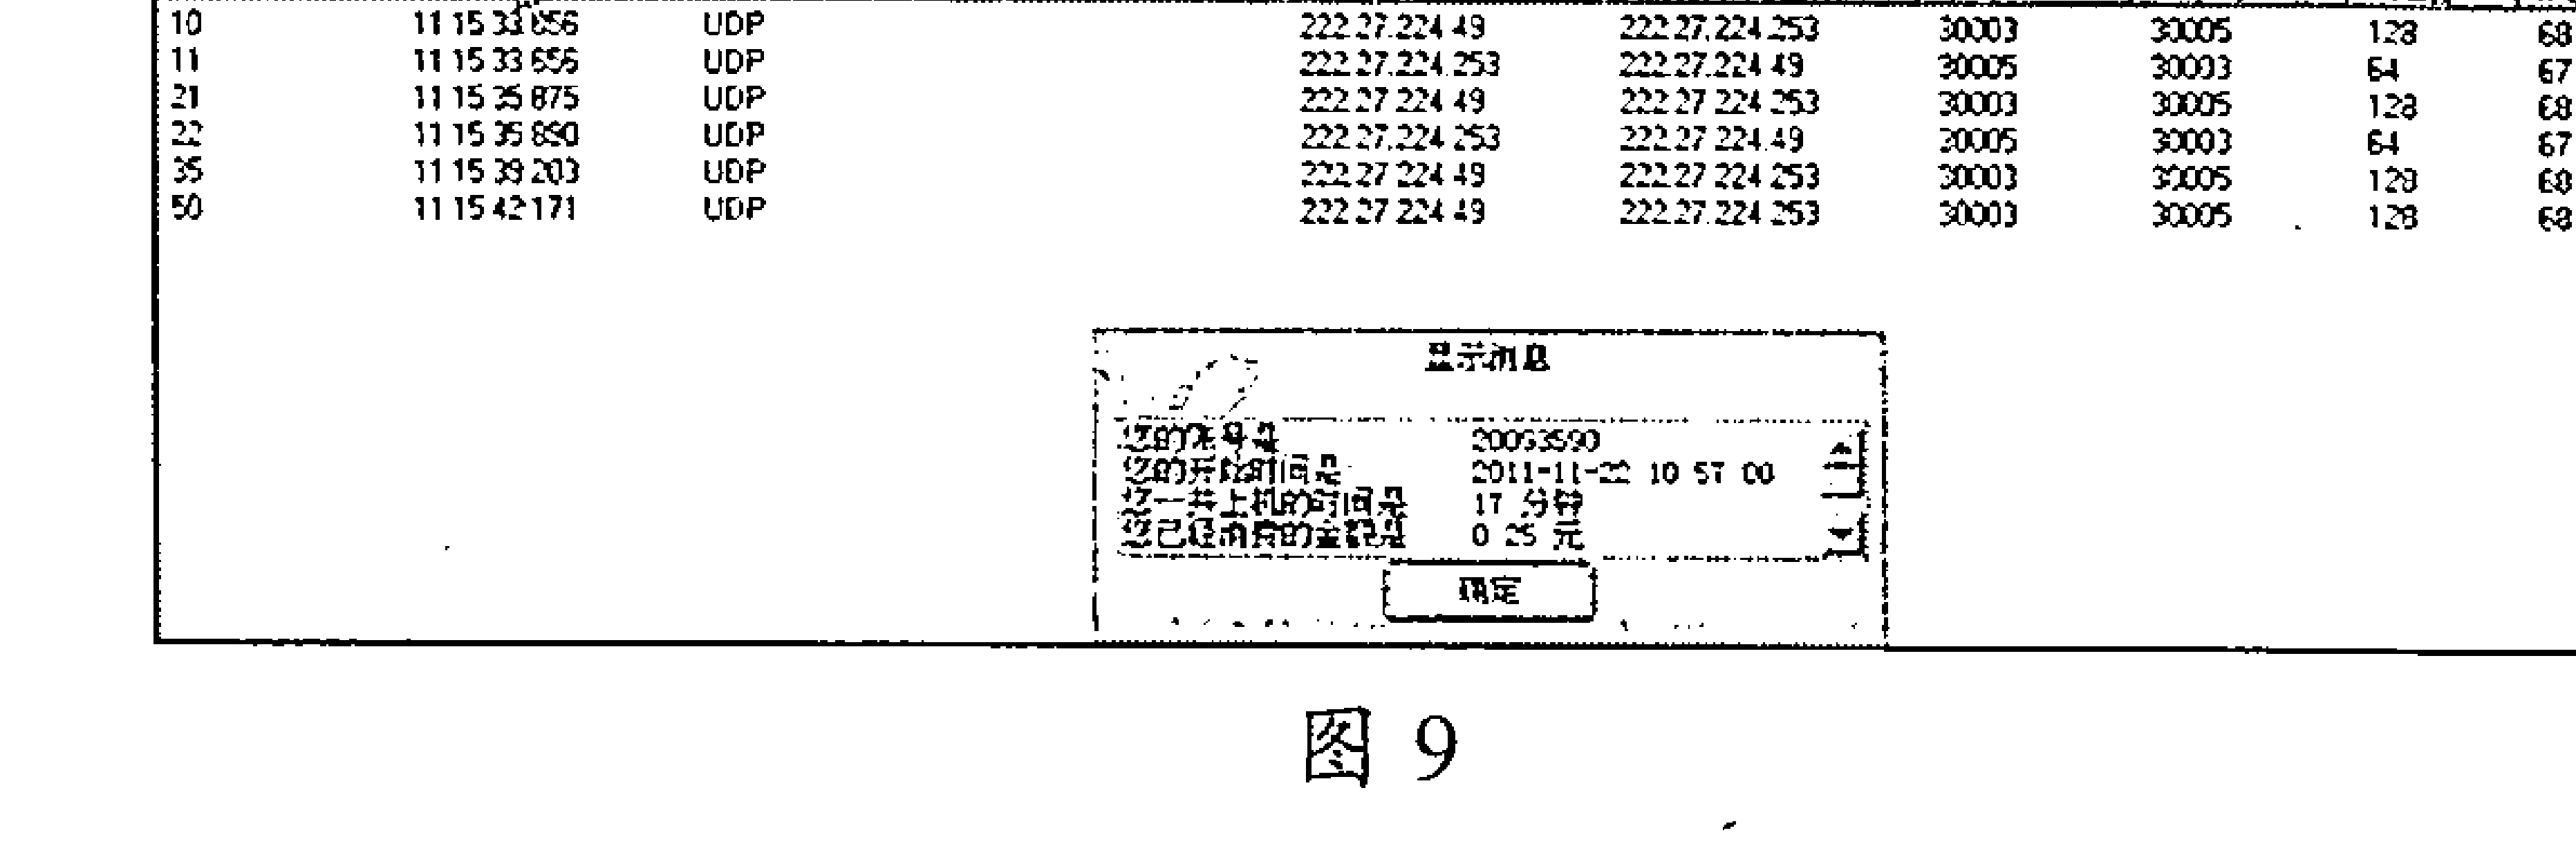 10 11 15 33 656 UDP 222 27.224 49 222 27.224 253 30003 30005 128 68
11 11 15 33 656 UDP 222 27.224.253 222 27.224 49 30005 30003 64 67
21 11 15 35 875 UDP 222 27 224 49 222 27 224 253 30003 30005 128 68
22 11 15 35 890 UDP 222 27.224 253 222 27 224.49 30005 30003 64 67
35 11 15 39 203 UDP 222 27 224 49 222 27 224 253 30003 30005 128 68
50 11 15 42 171 UDP 222 27 224 49 222 27.224 253 30003 30005 128 68
显示消息
您的卡号是 20093590
您的开始时间是 2011-11-22 10 57 00
您一共上机的时间是 17 分钟
您已经消费的金额是 0 25 元
确定
图 9